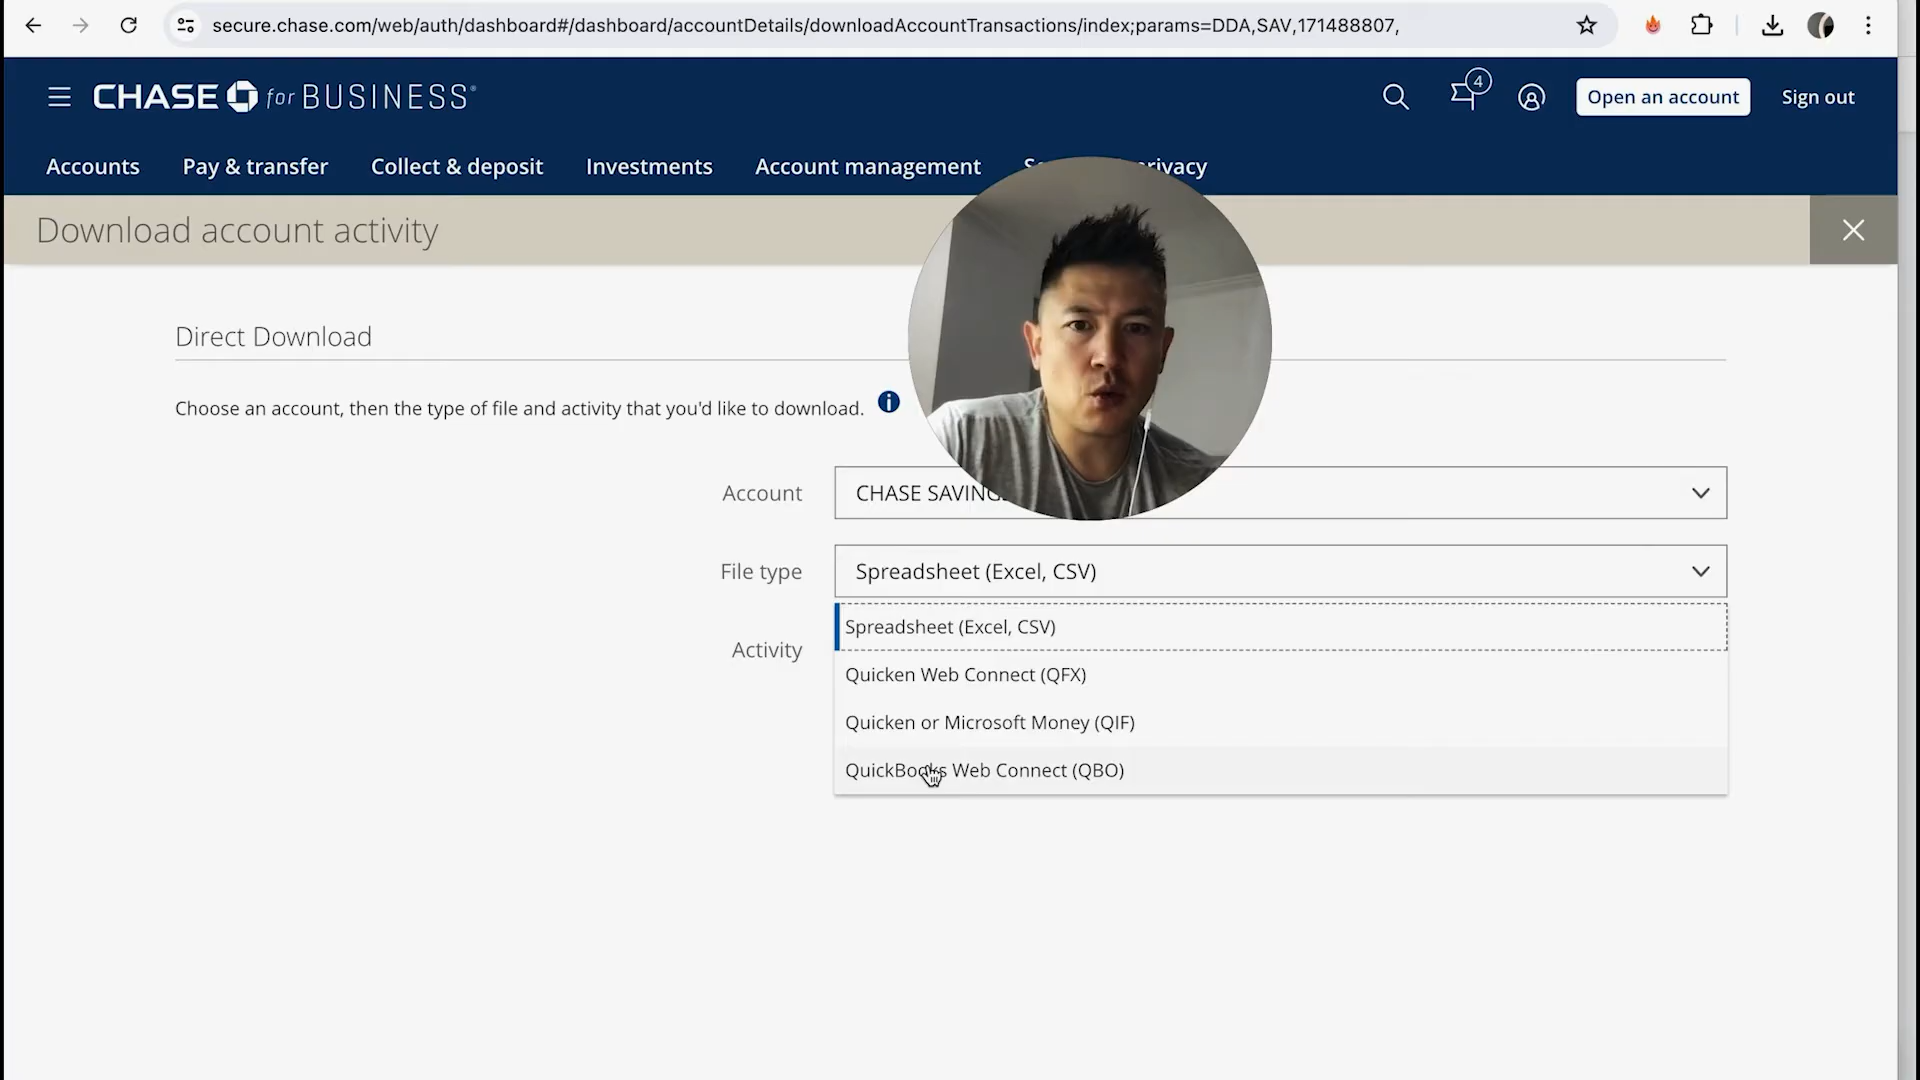 secure.chase.com/web/auth/dashboard#/dashboard/accountDetails/downloadAccountTransactions/index;params=DDA,SAV,171488807,
CHASE for BUSINESS
4
Open an account
Sign out
Accounts
Pay & transfer
Collect & deposit
Investments
Account management
Download account activity
Direct Download
Choose an account, then the type of file and activity that you'd like to download.
Account
CHASE SAVING
File type
Spreadsheet (Excel, CSV)
Spreadsheet (Excel, CSV)
Activity
Quicken Web Connect (QFX)
Quicken or Microsoft Money (QIF)
QuickBooks Web Connect (QBO)